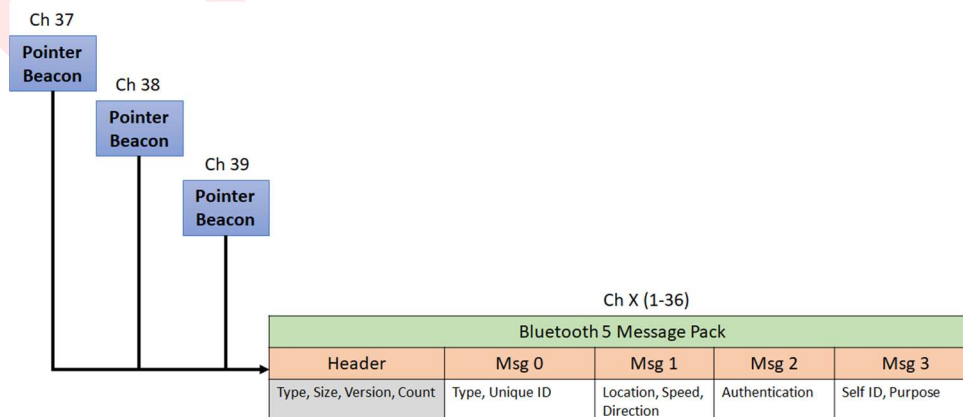 Ch 37
Pointer
Beacon
Ch 38
Pointer
Beacon
Ch 39
Pointer
Beacon
Ch X (1-36)
Bluetooth 5 Message Pack
Header Msg 0 Msg 1 Msg 2 Msg 3
Type, Size, Version, Count Type, Unique ID Location, Speed, Authentication Self ID, Purpose
Direction